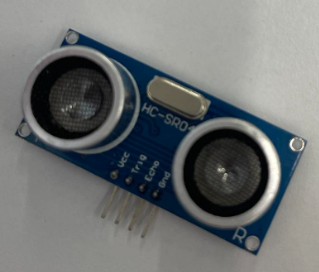 HC-SR04
Vcc
Trig
Echo
Gnd
R